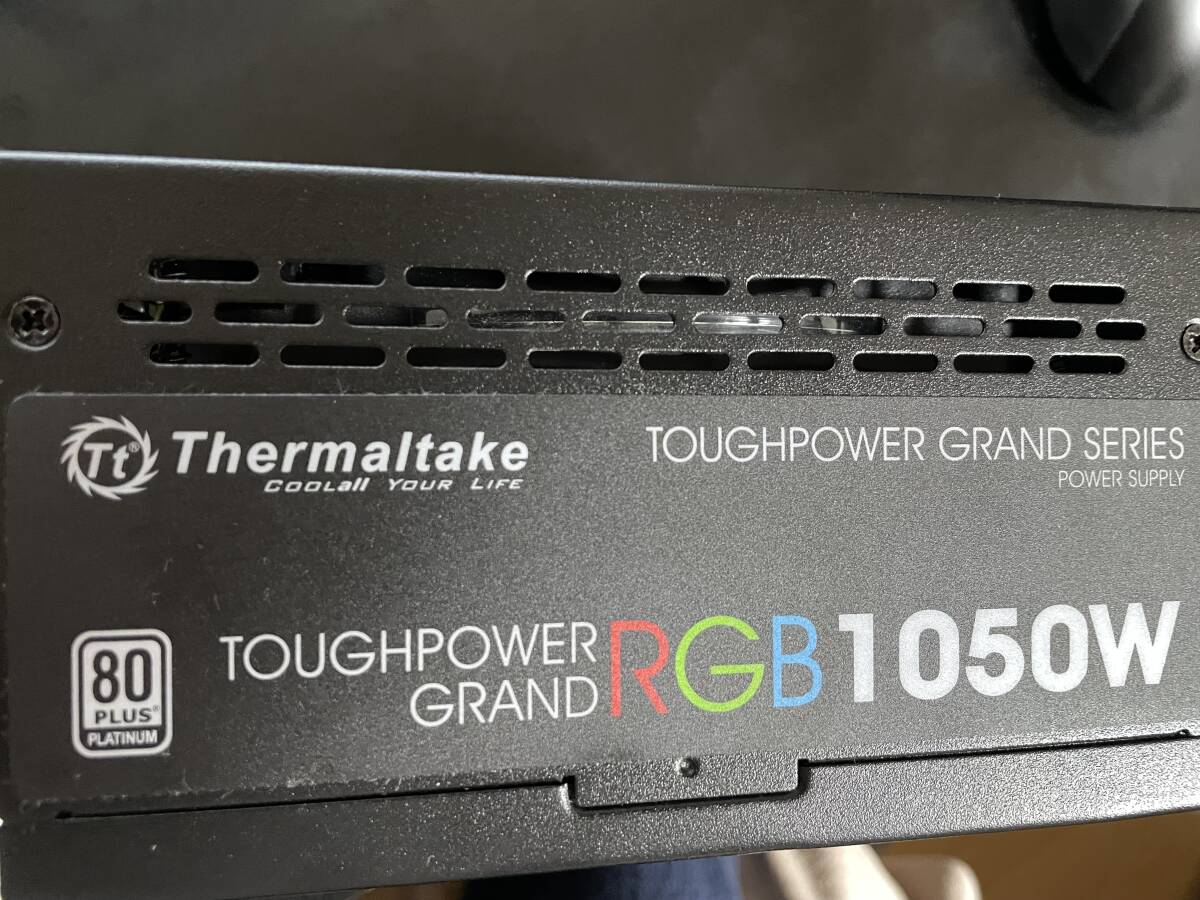 Tt® Thermaltake
COOLall YOUR LIFE
TOUGHPOWER GRAND SERIES
POWER SUPPLY
80
PLUS®
PLATINUM
TOUGHPOWER
GRAND
RGB 1050W